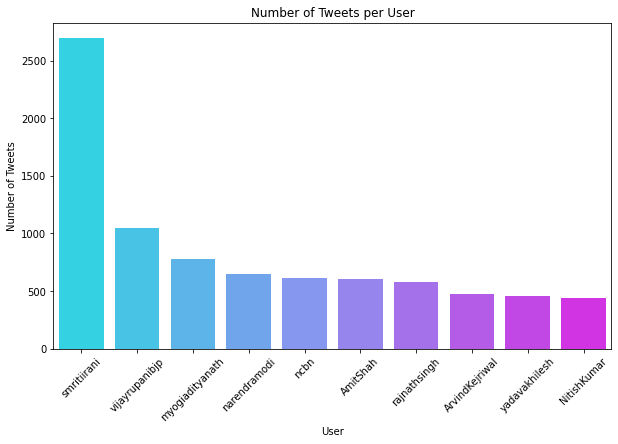 Number of Tweets per User
Number of Tweets
2500
2000
1500
1000
500
0
smritiirani
vijayrupanibjp
myogiadityanath
narendramodi
ncbn
AmitShah
rajnathsingh
ArvindKejriwal
yadavakhilesh
NitishKumar
User